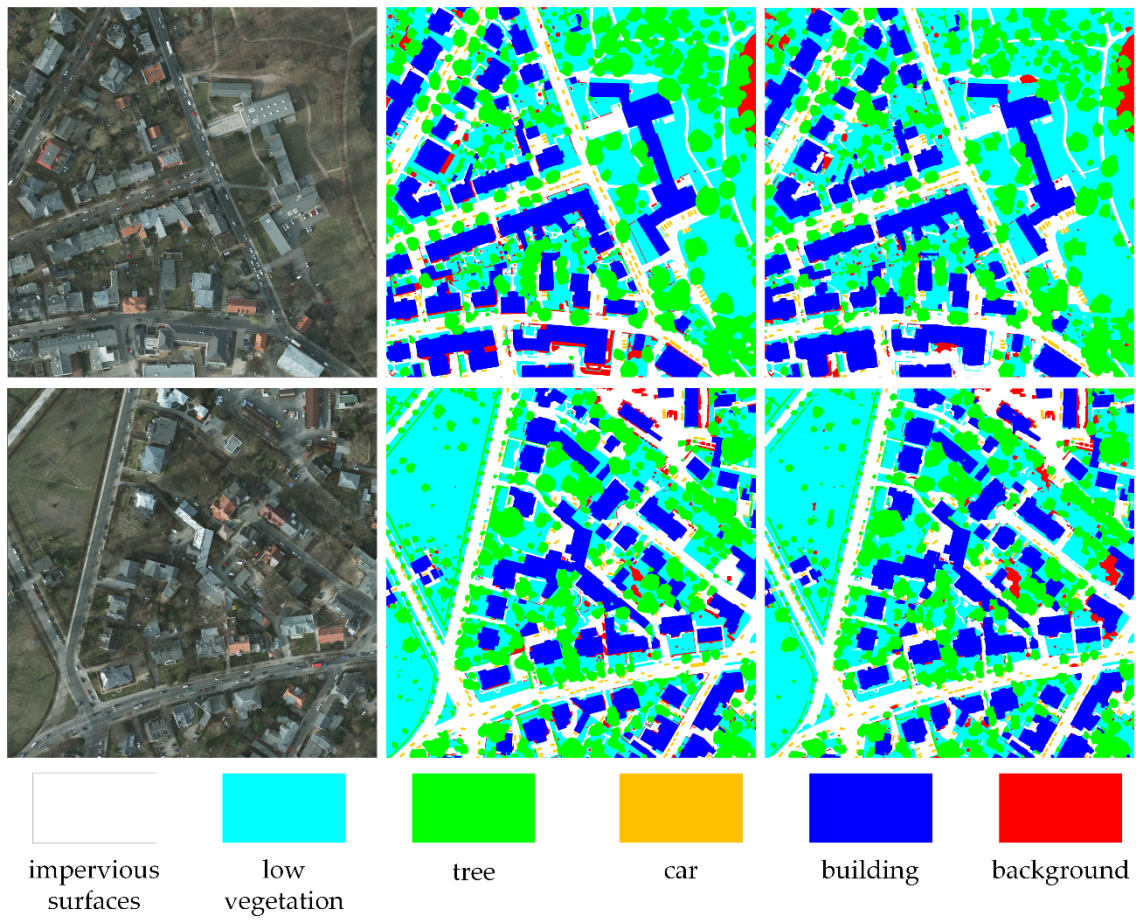 impervious
surfaces
low
vegetation
tree
car
building
background